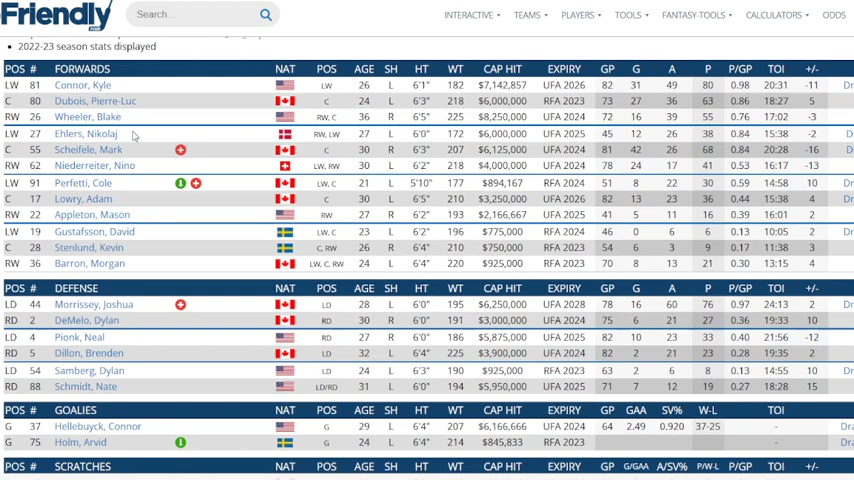 Friendly
Search...
INTERACTIVE TEAMS PLAYERS TOOLS FANTASY-TOOLS CALCULATORS ODDS
• 2022-23 season stats displayed
POS # FORWARDS NAT POS AGE SH HT WT CAP HIT EXPIRY GP G A P P/GP TOI +/-
LW 81 Connor, Kyle LW 26 L 6'1" 182 $7,142,857 UFA 2026 82 31 49 80 0.98 20:31 -11 Dr
C 80 Dubois, Pierre-Luc C 24 L 6'3" 218 $6,000,000 RFA 2023 73 27 36 63 0.86 18:27 5
RW 26 Wheeler, Blake RW, C 36 R 6'5" 225 $8,250,000 UFA 2024 72 16 39 55 0.76 17:02 -3
LW 27 Ehlers, Nikolaj RW, LW 27 L 6'0" 172 $6,000,000 UFA 2025 45 12 26 38 0.84 15:38 -2 D
C 55 Scheifele, Mark C 30 R 6'3" 207 $6,125,000 UFA 2024 81 42 26 68 0.84 20:28 -16 D
RW 62 Niederreiter, Nino LW, RW 30 L 6'2" 218 $4,000,000 UFA 2024 78 24 17 41 0.53 16:17 -13
LW 91 Perfetti, Cole LW, C 21 L 5'10" 177 $894,167 RFA 2024 51 8 22 30 0.59 14:58 10 Dr
C 17 Lowry, Adam C 30 L 6'5" 210 $3,250,000 UFA 2026 82 13 23 36 0.44 15:38 4 Dr
RW 22 Appleton, Mason RW 27 R 6'2" 193 $2,166,667 UFA 2025 41 5 11 16 0.39 16:01 2
LW 19 Gustafsson, David C 23 L 6'2" 196 $775,000 RFA 2024 46 0 6 6 0.13 10:05 2 Dr
C 28 Stenlund, Kevin C, RW 26 R 6'4" 210 $750,000 UFA 2023 54 6 3 9 0.17 11:38 3
RW 36 Barron, Morgan LW, C, RW 24 L 6'4" 220 $925,000 RFA 2023 70 8 13 21 0.30 13:15 4
POS # DEFENSE NAT POS AGE SH HT WT CAP HIT EXPIRY GP G A P P/GP TOI +/-
LD 44 Morrissey, Joshua LD 28 L 6'0" 195 $6,250,000 UFA 2028 78 16 60 76 0.97 24:13 2 Dr
RD 2 DeMelo, Dylan RD 30 R 6'0" 191 $3,000,000 UFA 2024 75 6 21 27 0.36 19:33 10
LD 4 Pionk, Neal RD 27 R 6'0" 186 $5,875,000 UFA 2025 82 10 23 33 0.40 21:56 -12
RD 5 Dillon, Brenden LD 32 L 6'4" 225 $3,900,000 UFA 2024 82 2 21 23 0.28 19:35 2
LD 54 Samberg, Dylan LD 24 L 6'3" 190 $925,000 RFA 2023 63 2 6 8 0.13 14:55 10 Dr
RD 88 Schmidt, Nate LD/RD 31 L 6'0" 194 $5,950,000 UFA 2025 71 7 12 19 0.27 18:28 15
POS # GOALIES NAT POS AGE SH HT WT CAP HIT EXPIRY GP GAA SV% W-L TOI
G 37 Hellebuyck, Connor G 29 L 6'4" 207 $6,166,666 UFA 2024 64 2.49 0.920 37-25 - Dra
G 75 Holm, Arvid G 24 L 6'4" 214 $845,833 RFA 2023 - Dra
POS # SCRATCHES NAT POS AGE SH HT WT CAP HIT EXPIRY GP G/GAA A/SV% P/W-L P/GP TOI +/-